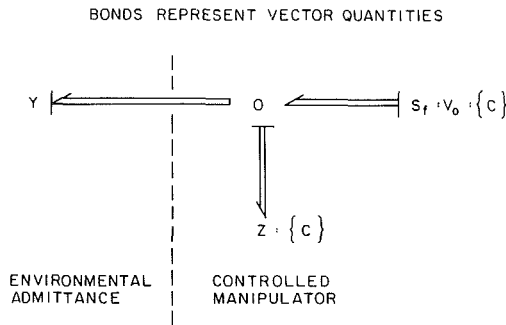 BONDS REPRESENT VECTOR QUANTITIES
Y O Sf : Vo : {C}
Z : {C}
ENVIRONMENTAL ADMITTANCE
CONTROLLED MANIPULATOR